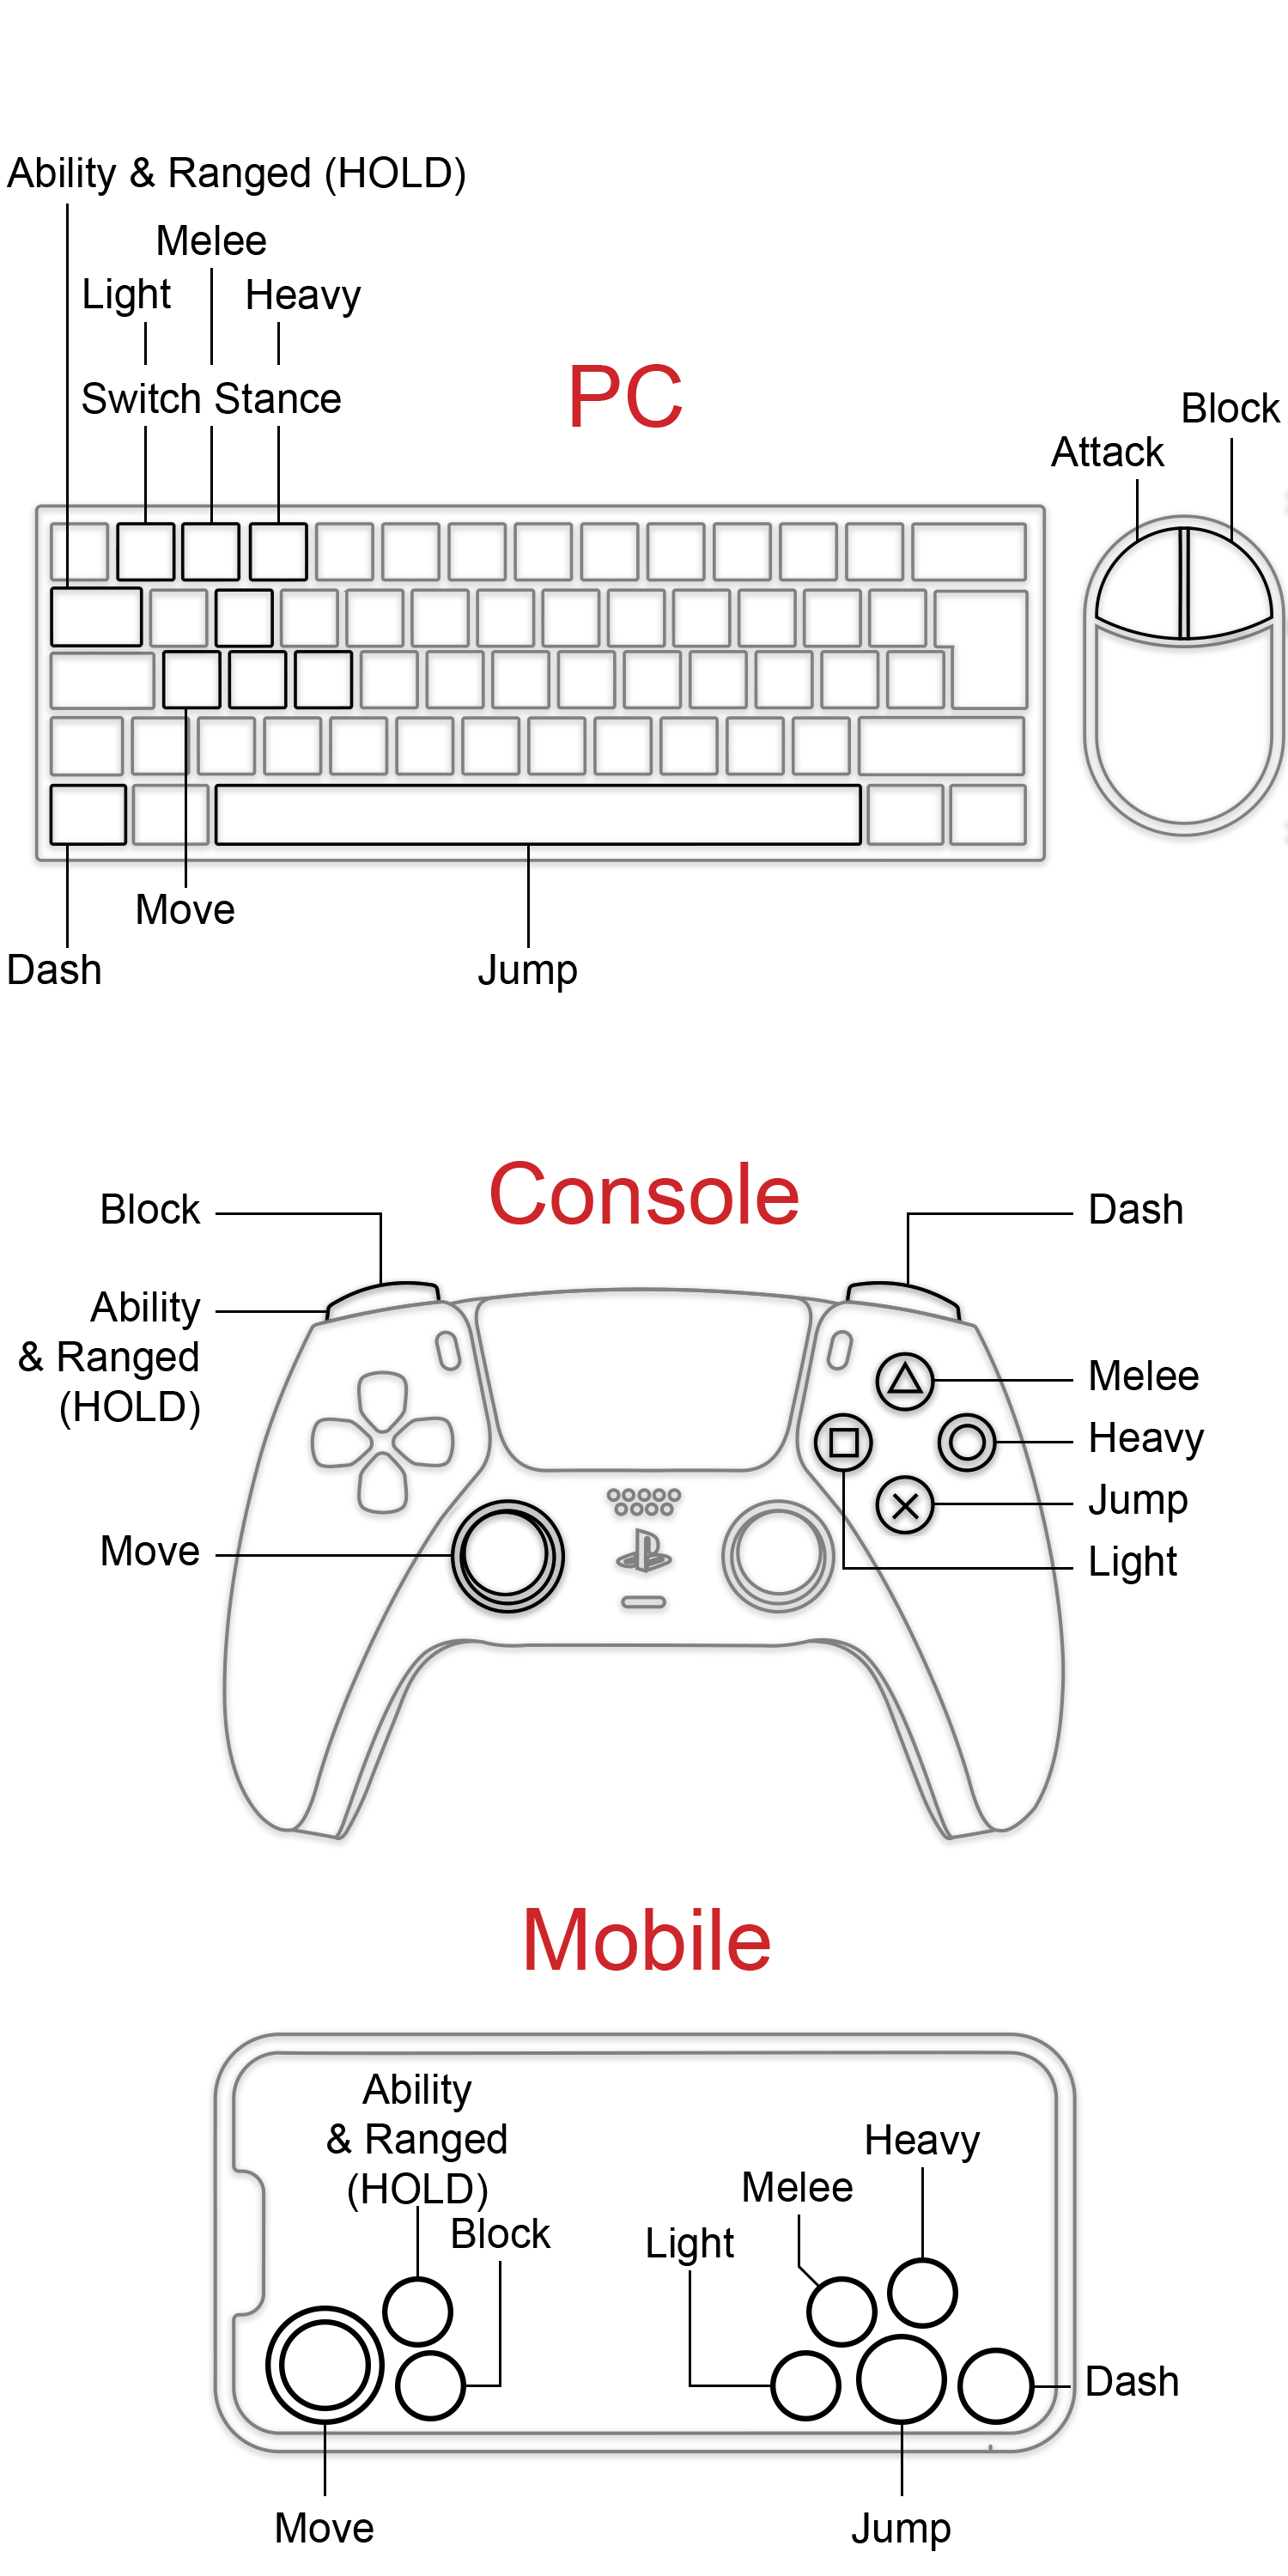 Ability & Ranged (HOLD)
Melee
Light
Heavy
Switch Stance
PC
Block
Attack
Move
Dash
Jump
Console
Block
Dash
Ability
& Ranged
(HOLD)
Melee
Heavy
Jump
Move
Light
Mobile
Ability
& Ranged
(HOLD)
Heavy
Melee
Block
Light
Dash
Move
Jump